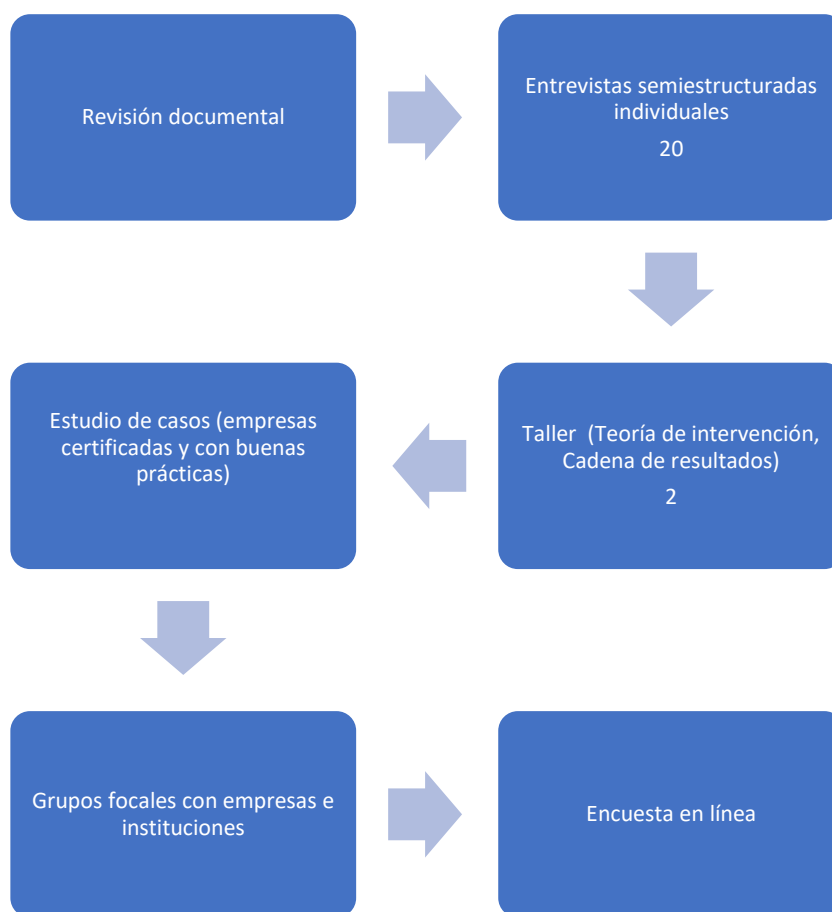 Revisión documental
Entrevistas semiestructuradas
individuales
20
Taller (Teoría de intervención,
Cadena de resultados)
2
Estudio de casos (empresas
certificadas y con buenas
prácticas)
Grupos focales con empresas e
instituciones
Encuesta en línea